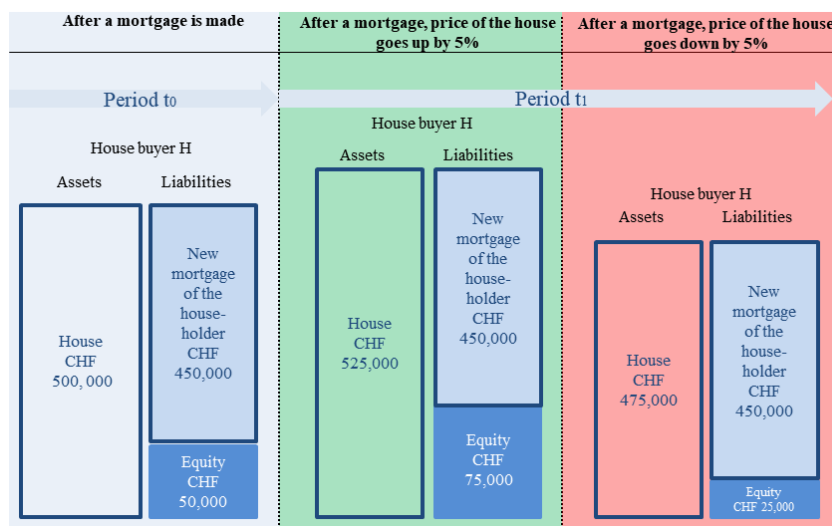 After a mortgage is made
After a mortgage, price of the house
goes up by 5%
After a mortgage, price of the house
goes down by 5%
Period t0
Period t1
House buyer H
Assets
Liabilities
House
CHF
500, 000
New
mortgage
of the
house-
holder
CHF
450,000
Equity
CHF
50,000
House buyer H
Assets
Liabilities
House
CHF
525,000
New
mortgage
of the
house-
holder
CHF
450,000
Equity
CHF
75,000
House buyer H
Assets
Liabilities
House
CHF
475,000
New
mortgage
of the
house-
holder
CHF
450,000
Equity
CHF 25,000